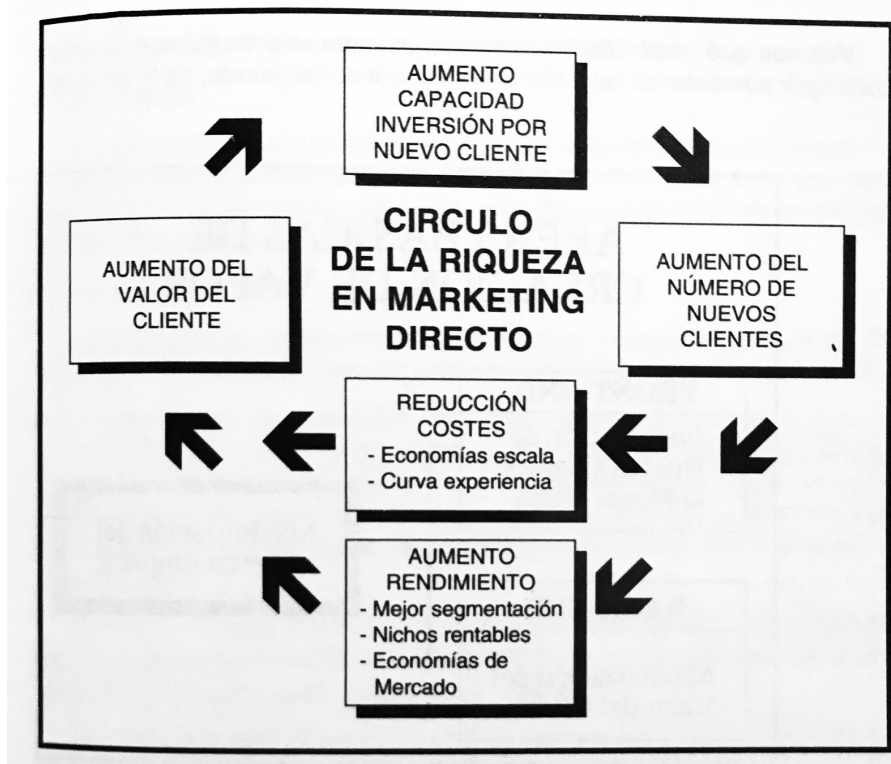 AUMENTO
CAPACIDAD
INVERSIÓN POR
NUEVO CLIENTE
CIRCULO
DE LA RIQUEZA
EN MARKETING
DIRECTO
AUMENTO DEL
VALOR DEL
CLIENTE
AUMENTO DEL
NÚMERO DE
NUEVOS
CLIENTES
REDUCCIÓN
COSTES
- Economías escala
- Curva experiencia
AUMENTO
RENDIMIENTO
- Mejor segmentación
- Nichos rentables
- Economías de
Mercado